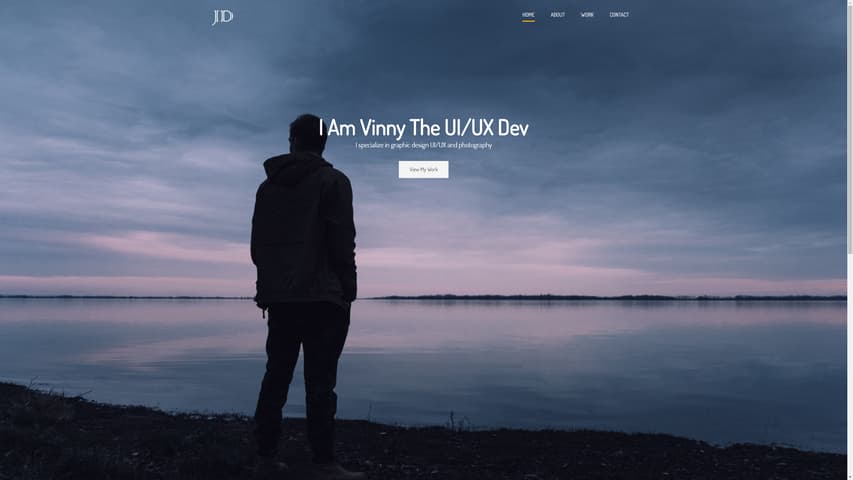 JD
HOME ABOUT WORK CONTACT
I Am Vinny The UI/UX Dev
I specialize in graphic design UI/UX and photography
View My Work